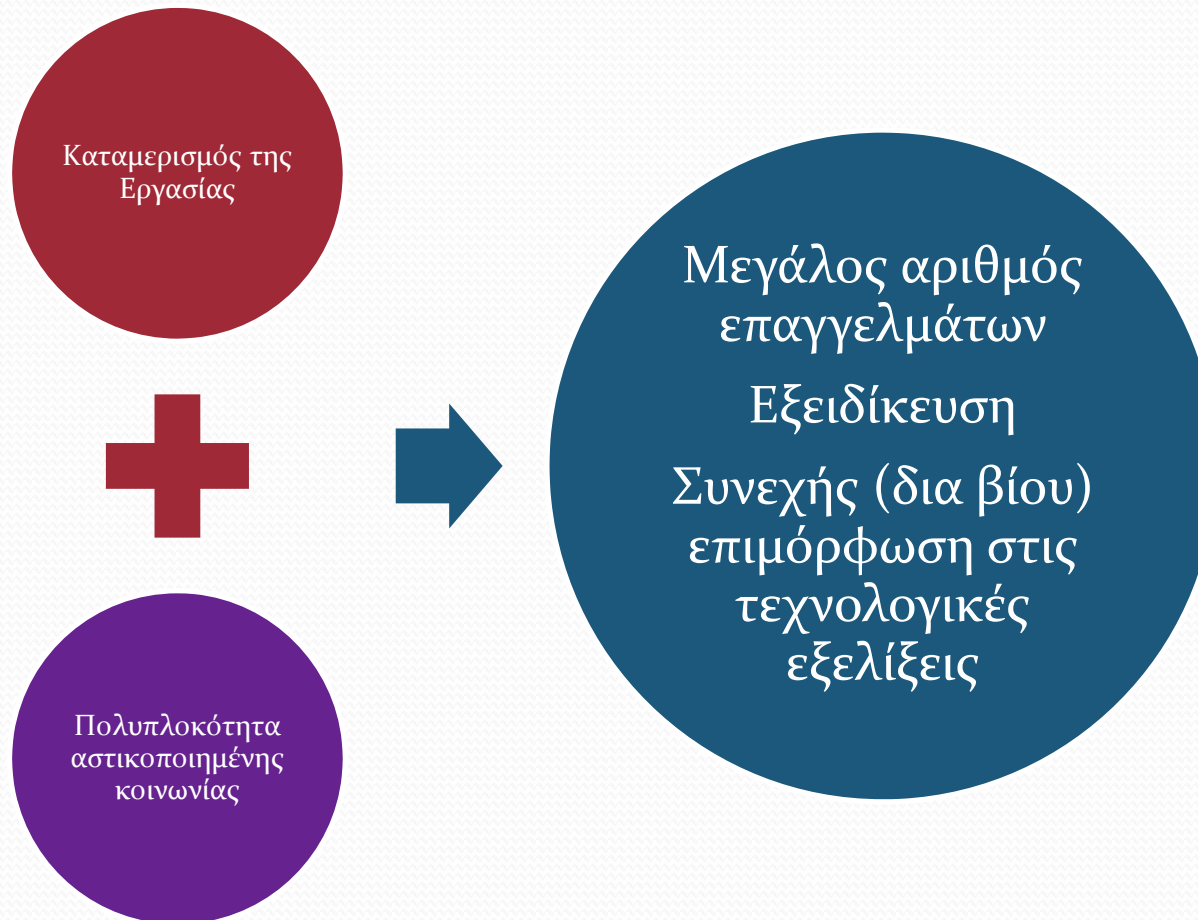 Καταμερισμός της
Εργασίας
Πολυπλοκότητα
αστικοποιημένης
κοινωνίας
Μεγάλος αριθμός
επαγγελμάτων
Εξειδίκευση
Συνεχής (δια βίου)
επιμόρφωση στις
τεχνολογικές
εξελίξεις